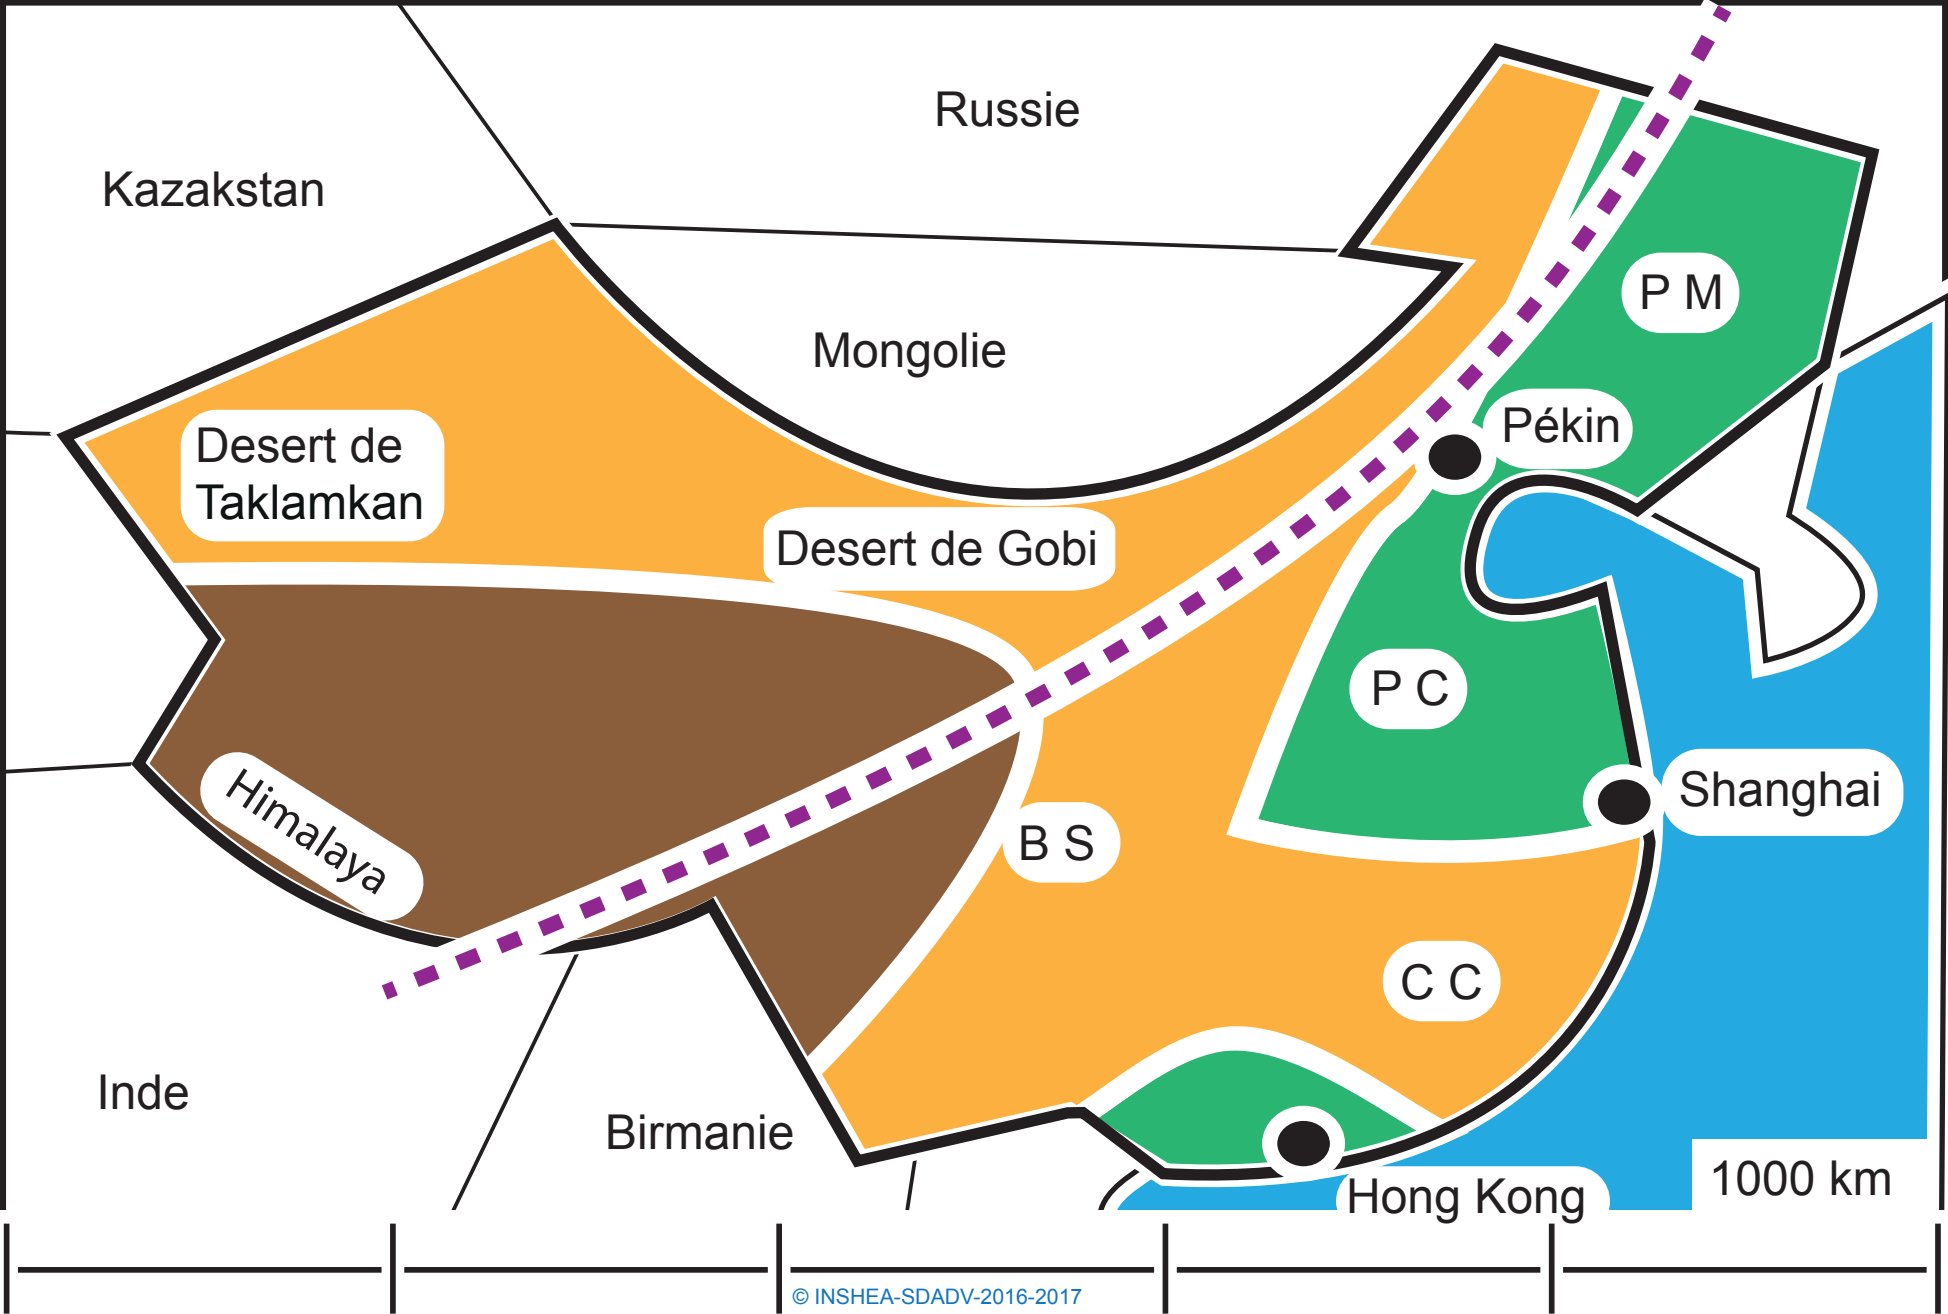 Russie
Kazakstan
P M
Mongolie
Pékin
Desert de
Taklamkan
Desert de Gobi
P C
Shanghai
Himalaya
B S
C C
Inde
Birmanie
1000 km
Hong Kong
© INSHEA-SDADV-2016-2017